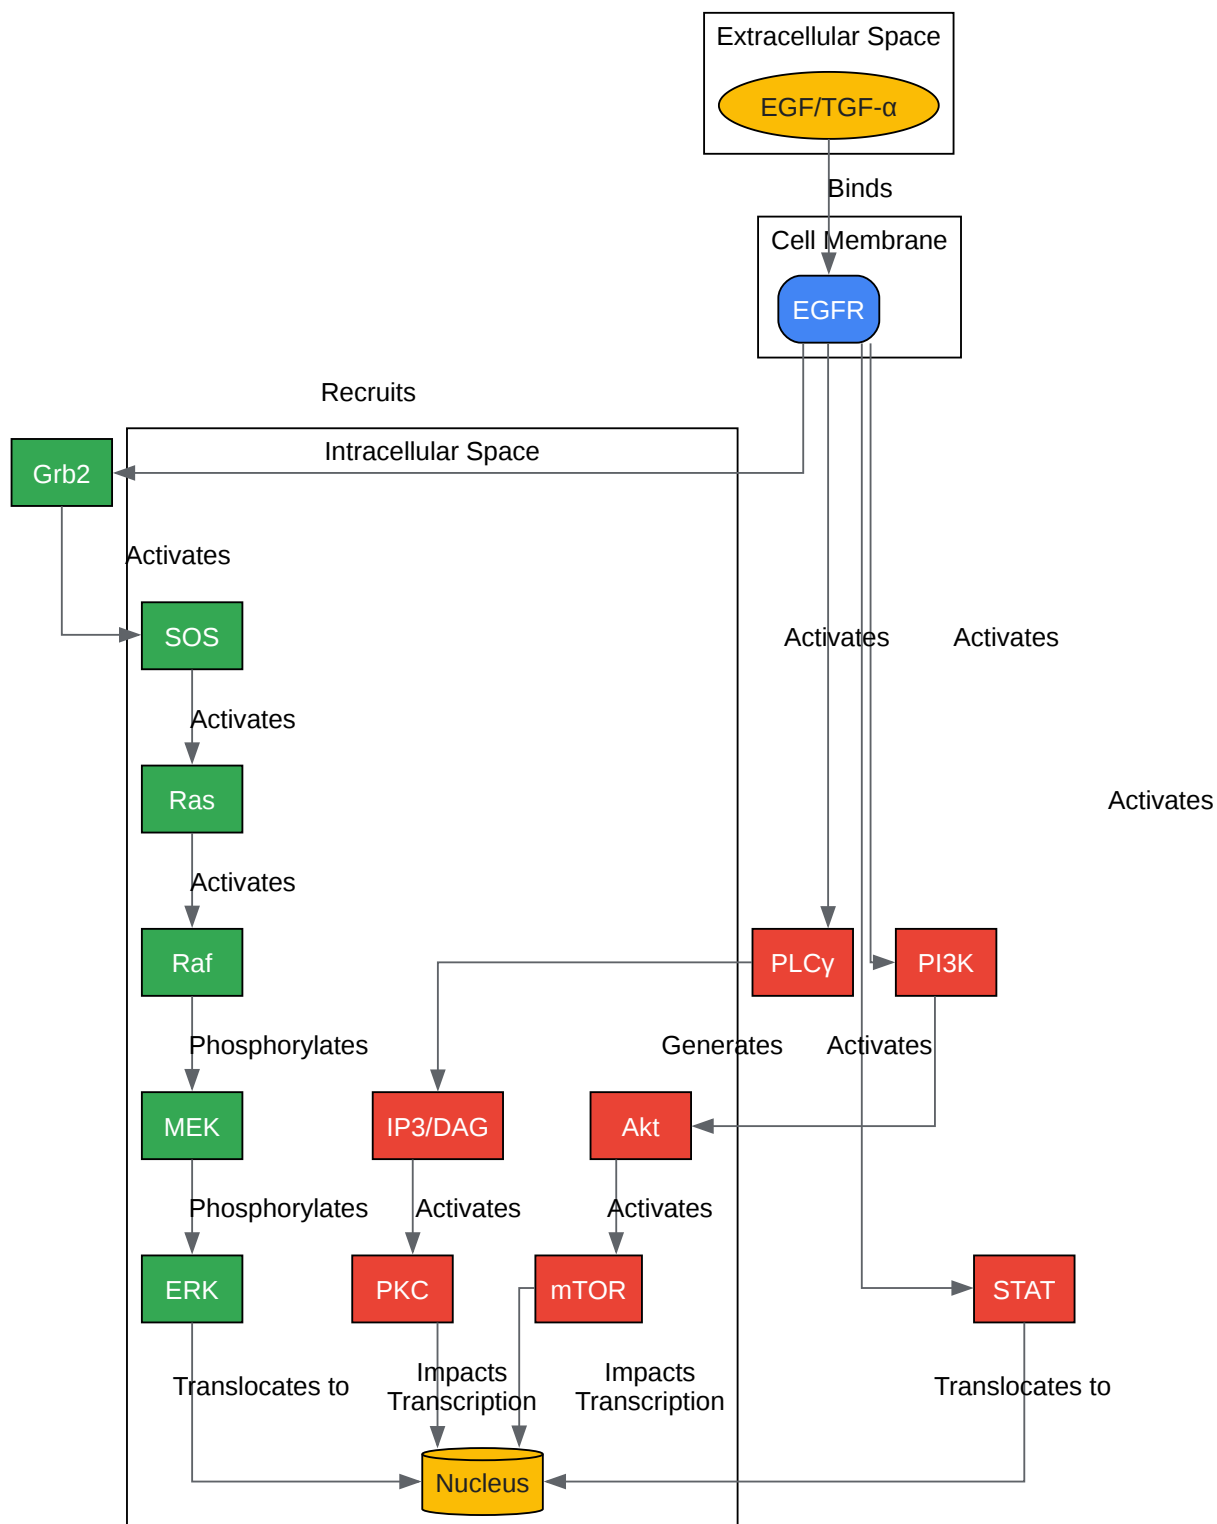 Extracellular Space
EGF/TGF-α
Binds
Cell Membrane
EGFR
Recruits
Intracellular Space
Grb2
Activates
SOS
Activates
Activates
Activates
Ras
Activates
Activates
Raf
PLCγ
PI3K
Phosphorylates
Generates
Activates
MEK
IP3/DAG
Akt
Phosphorylates
Activates
Activates
ERK
PKC
mTOR
STAT
Translocates to
Impacts
Transcription
Impacts
Transcription
Translocates to
Nucleus